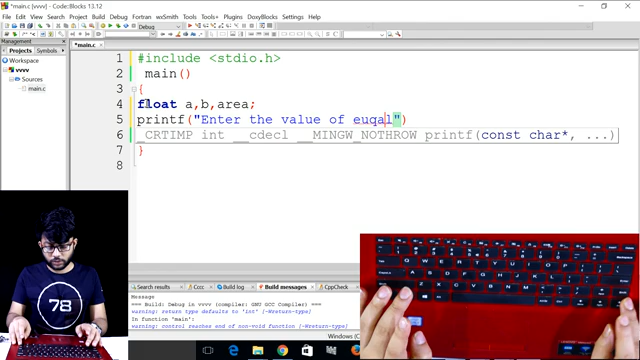 *main.c [vvvv] - Code::Blocks 13.12
File Edit View Search Project Build Debug Fortran wxSmith Tools Tools+ Plugins DoxyBlocks Settings Help
Management
Projects Symbols
Workspace
vvvv
Sources
main.c
*main.c
1 #include <stdio.h>
2 main()
3 {
4 float a,b,area;
5 printf("Enter the value of euqal")
6 _CRTIMP int __cdecl __MINGW_NOTHROW printf(const char*, ...)
7 }
8
78
Search results Cccc Build log Build messages CppCheck
Message
=== Build: Debug in vvvv (compiler: GNU GCC Compiler)
warning: return type defaults to 'int' [-Wreturn-type]
In function 'main':
warning: control reaches end of non-void function [-Wreturn-type]
Windows (C